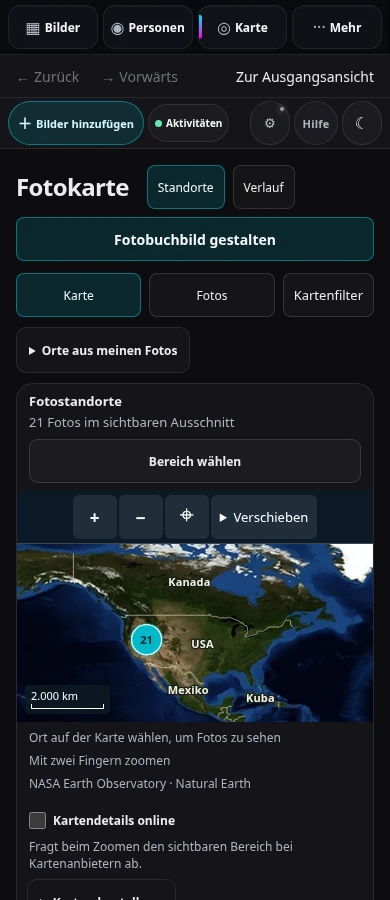 Bilder
Personen
Karte
Mehr
← Zurück
→ Vorwärts
Zur Ausgangsansicht
+ Bilder hinzufügen
Aktivitäten
Hilfe
Fotokarte
Standorte
Verlauf
Fotobuchbild gestalten
Karte
Fotos
Kartenfilter
Orte aus meinen Fotos
Fotostandorte
21 Fotos im sichtbaren Ausschnitt
Bereich wählen
+
−
Verschieben
Kanada
21
USA
Mexiko
Kuba
2.000 km
Ort auf der Karte wählen, um Fotos zu sehen
Mit zwei Fingern zoomen
NASA Earth Observatory · Natural Earth
Kartendetails online
Fragt beim Zoomen den sichtbaren Bereich bei
Kartenanbietern ab.